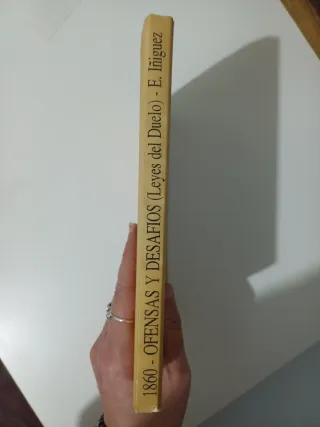 1860 - OFENSAS Y DESAFIOS (Leyes del Duelo) - E. Iñiguez